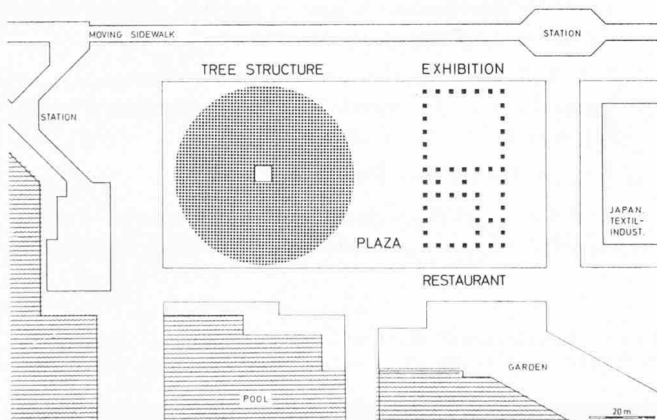 MOVING SIDEWALK
STATION
TREE STRUCTURE
EXHIBITION
STATION
JAPAN.
TEXTIL-
INDUST.
PLAZA
RESTAURANT
GARDEN
POOL
20 m